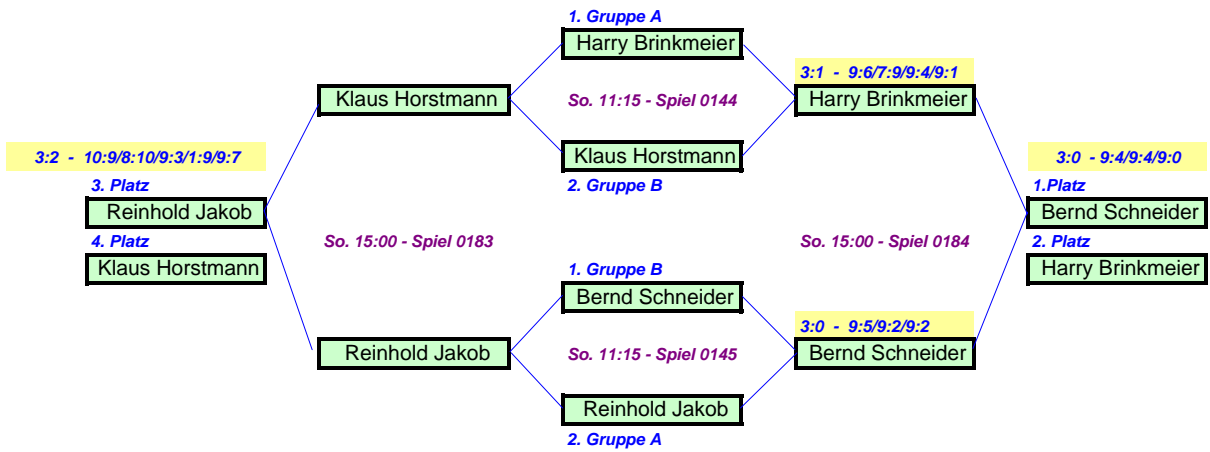 1. Gruppe A
Harry Brinkmeier
3:1 - 9:6/7:9/9:4/9:1
Klaus Horstmann
So. 11:15 - Spiel 0144
Harry Brinkmeier
3:2 - 10:9/8:10/9:3/1:9/9:7
Klaus Horstmann
3:0 - 9:4/9:4/9:0
3. Platz
2. Gruppe B
1.Platz
Reinhold Jakob
Bernd Schneider
4. Platz
So. 15:00 - Spiel 0183
So. 15:00 - Spiel 0184
2. Platz
Klaus Horstmann
1. Gruppe B
Harry Brinkmeier
Bernd Schneider
3:0 - 9:5/9:2/9:2
Reinhold Jakob
So. 11:15 - Spiel 0145
Bernd Schneider
Reinhold Jakob
2. Gruppe A